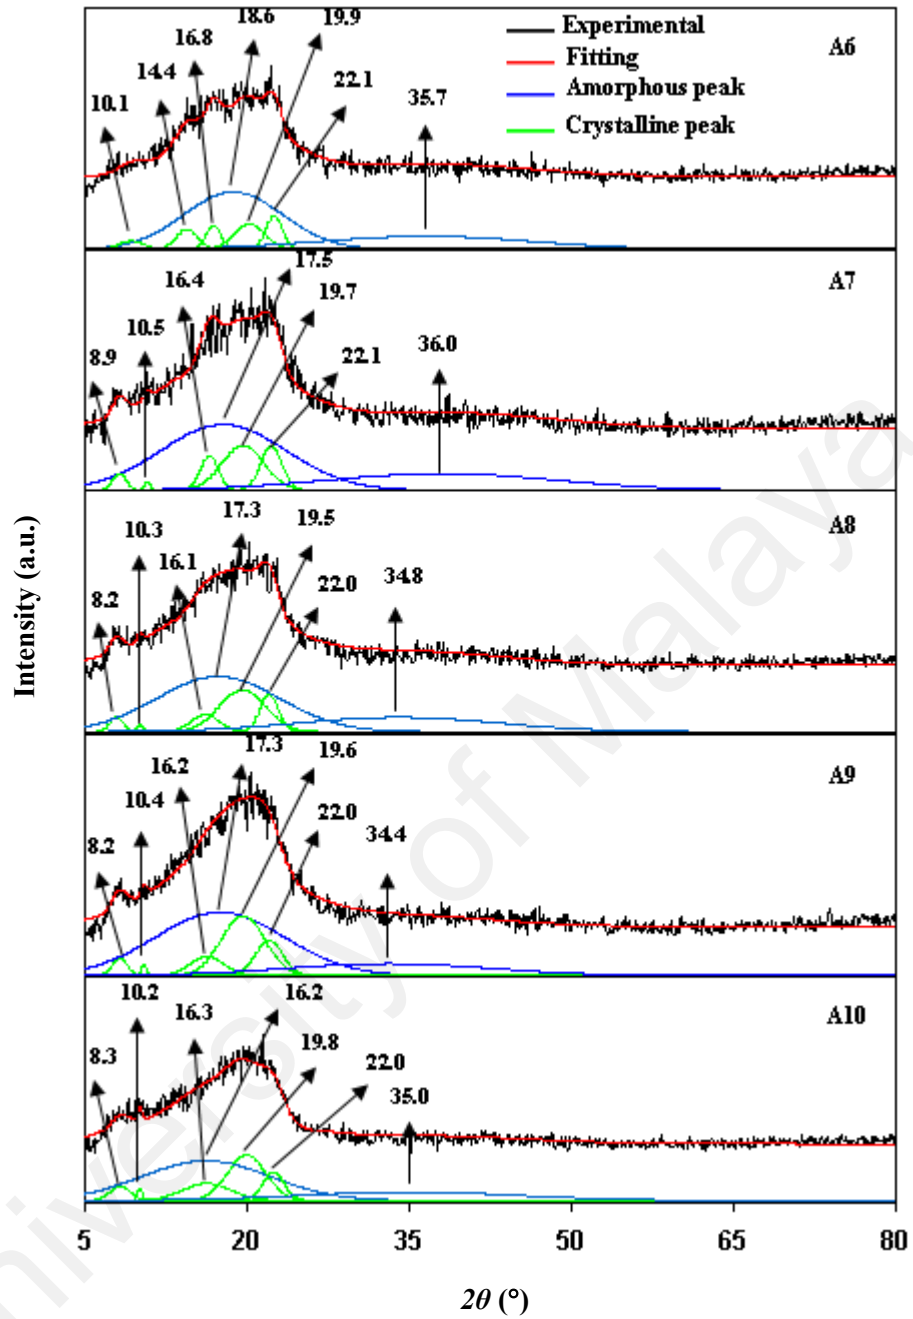 Experimental
Fitting
Amorphous peak
Crystalline peak
A6
10.1
14.4
16.8
18.6
19.9
22.1
35.7
A7
8.9
10.5
16.4
17.5
19.7
22.1
36.0
A8
8.2
10.3
16.1
17.3
19.5
22.0
34.8
A9
8.2
10.4
16.2
17.3
19.6
22.0
34.4
A10
8.3
10.2
16.3
16.2
19.8
22.0
35.0
5 20 35 50 65 80
2θ (°)
Intensity (a.u.)
University of Malaya